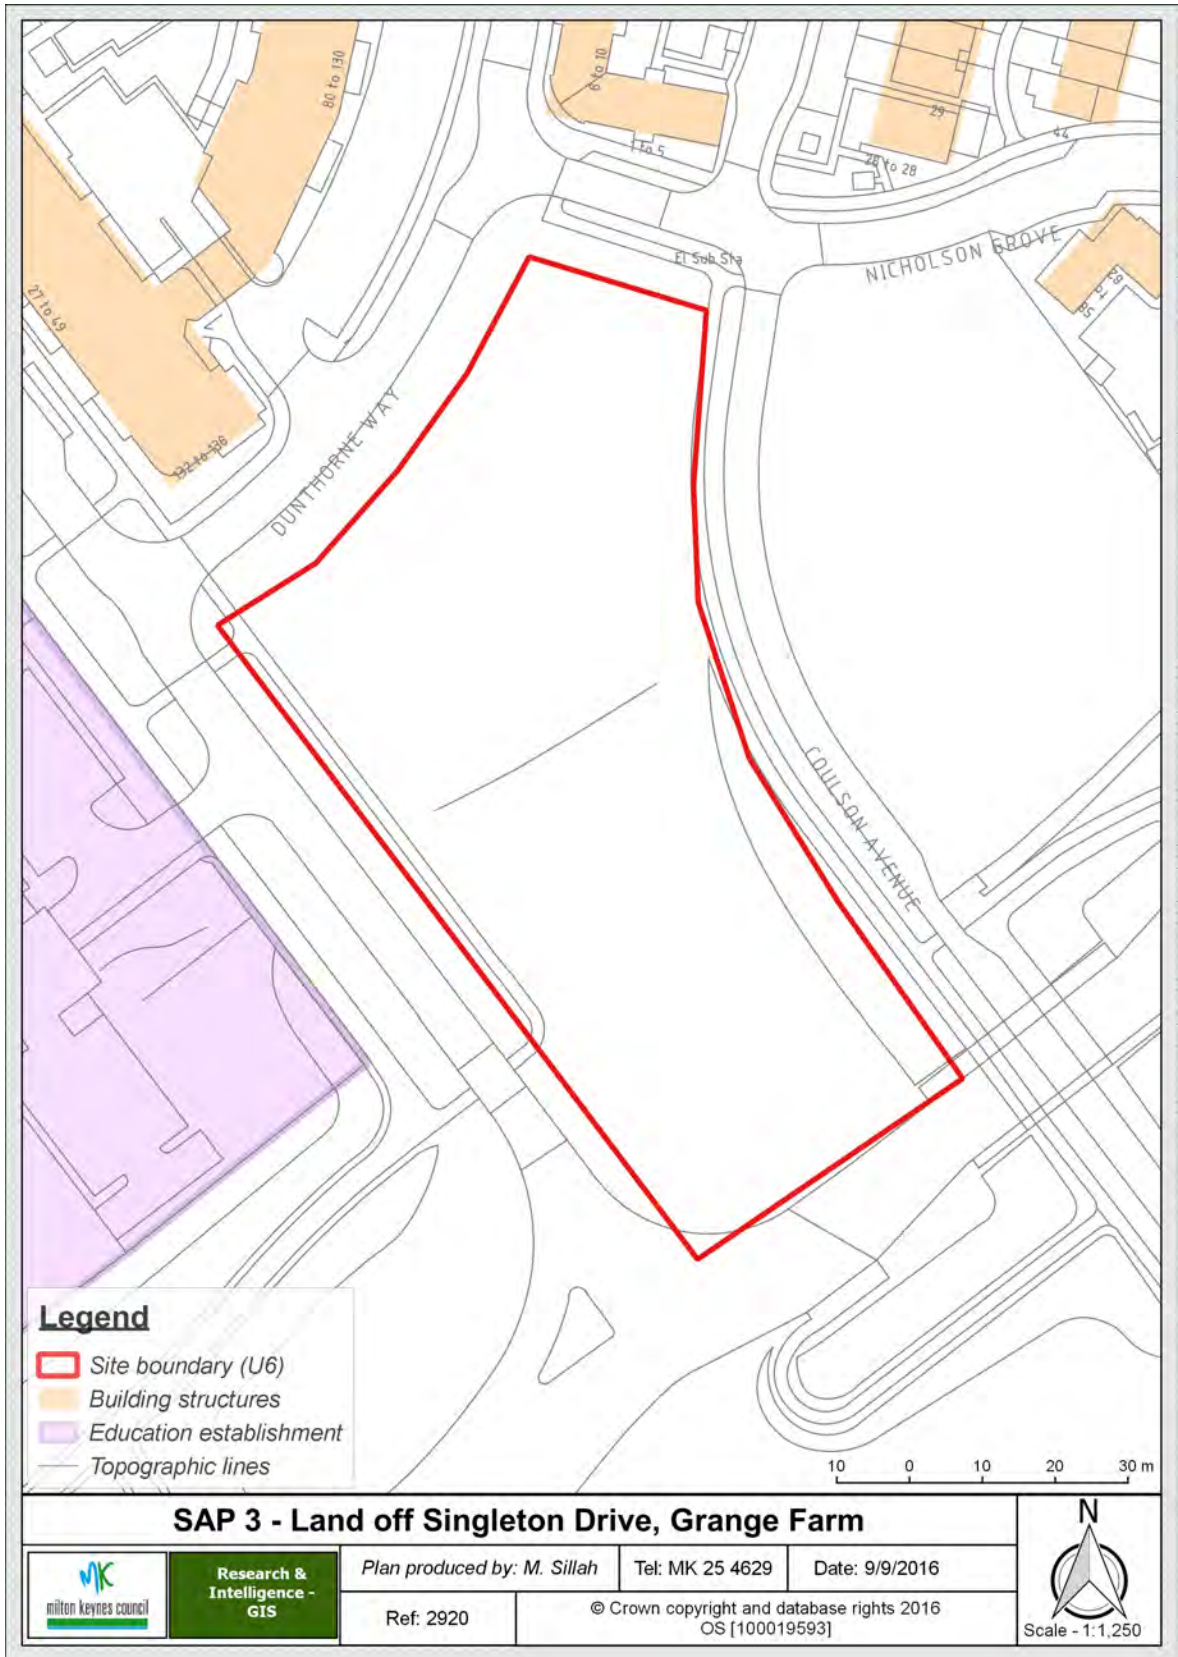 80 to 130
6 to 10
1 to 5
29
44
26 to 28
El Sub Sta
NICHOLSON GROVE
27 to 49
132 to 136
DUNTHORNE WAY
COULSON AVENUE
Legend
Site boundary (U6)
Building structures
Education establishment
Topographic lines
10 0 10 20 30 m
SAP 3 - Land off Singleton Drive, Grange Farm
N
MK
milton keynes council
Research &
Intelligence -
GIS
Plan produced by: M. Sillah
Tel: MK 25 4629
Date: 9/9/2016
Ref: 2920
© Crown copyright and database rights 2016
OS [100019593]
Scale - 1:1,250